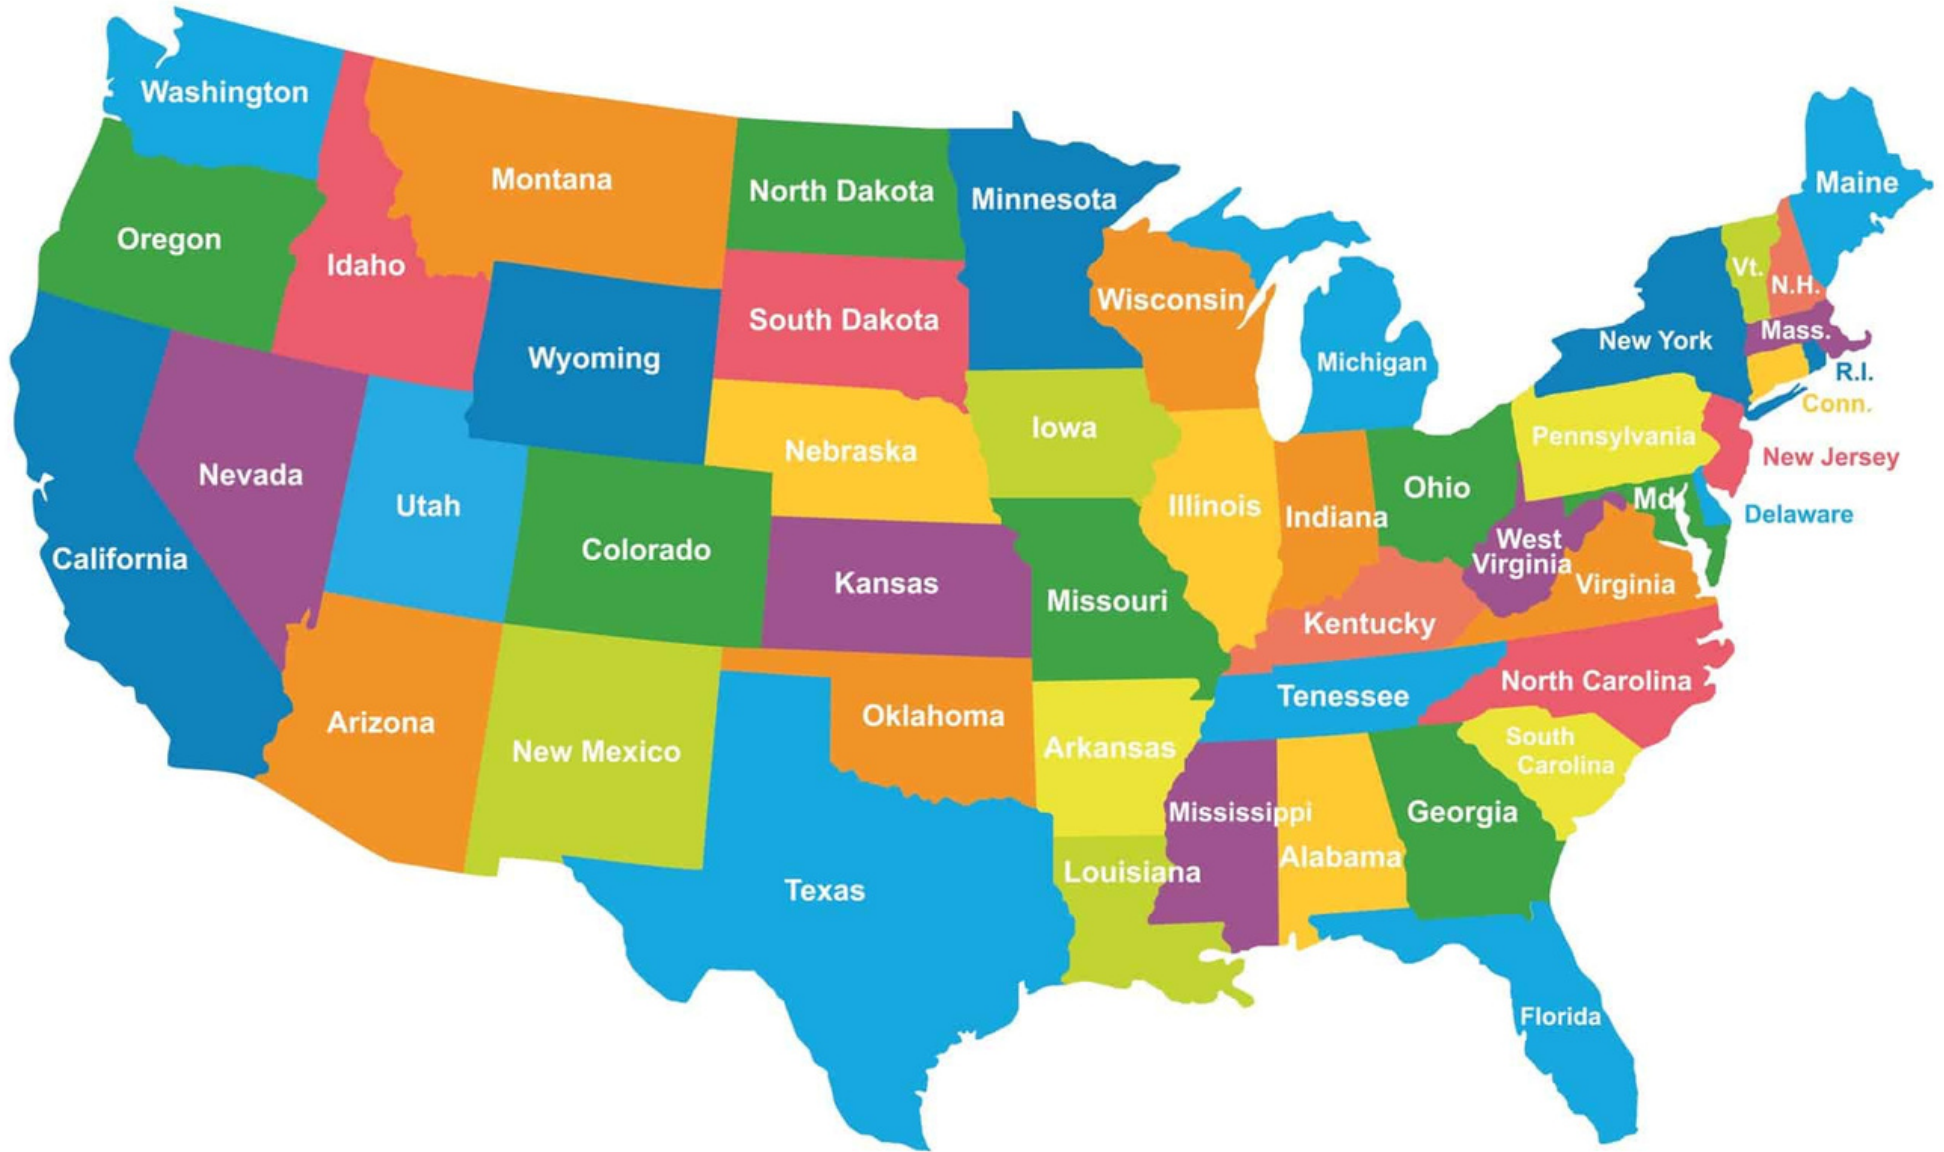 Washington
Montana
North Dakota
Minnesota
Maine
Oregon
Idaho
Vt.
N.H.
South Dakota
Wisconsin
Wyoming
Michigan
New York
Mass.
R.I.
Conn.
Nebraska
Iowa
Pennsylvania
New Jersey
Nevada
Utah
Illinois
Indiana
Ohio
Md
Delaware
California
Colorado
Kansas
Missouri
West
Virginia
Virginia
Kentucky
Arizona
New Mexico
Oklahoma
Arkansas
Tenessee
North Carolina
South
Carolina
Mississippi
Georgia
Alabama
Louisiana
Texas
Florida